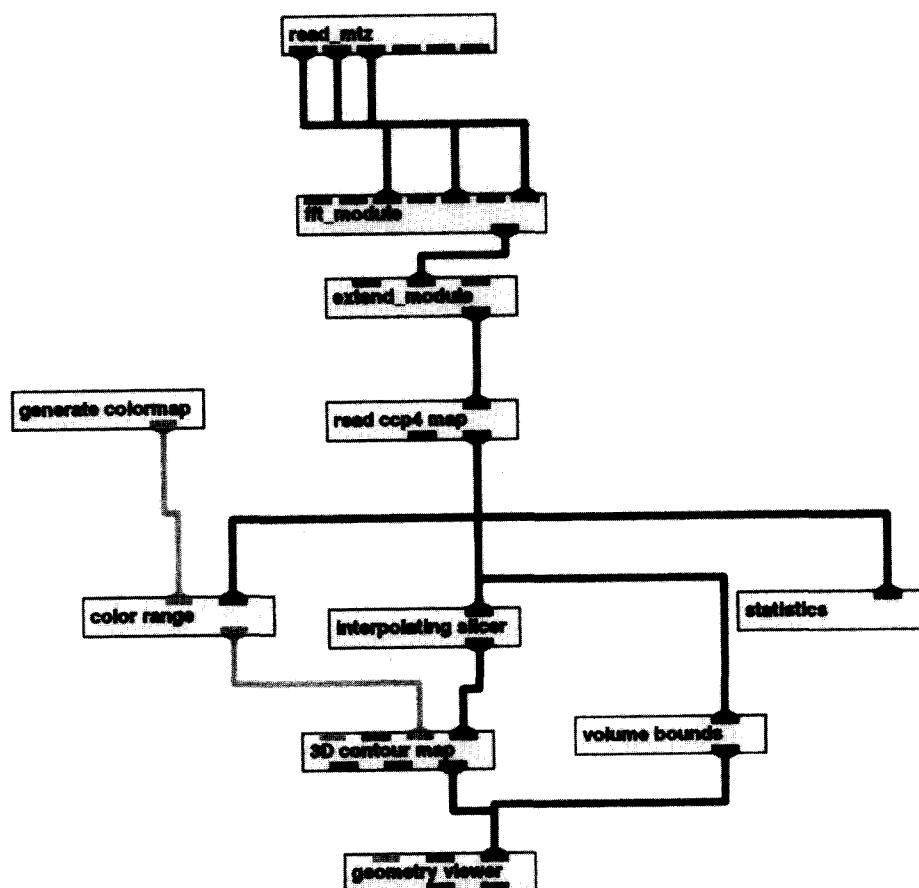 read_mtz
fft_module
extend_module
generate colormap
read ccp4 map
color range
interpolating slicer
statistics
3D contour map
volume bounds
geometry viewer